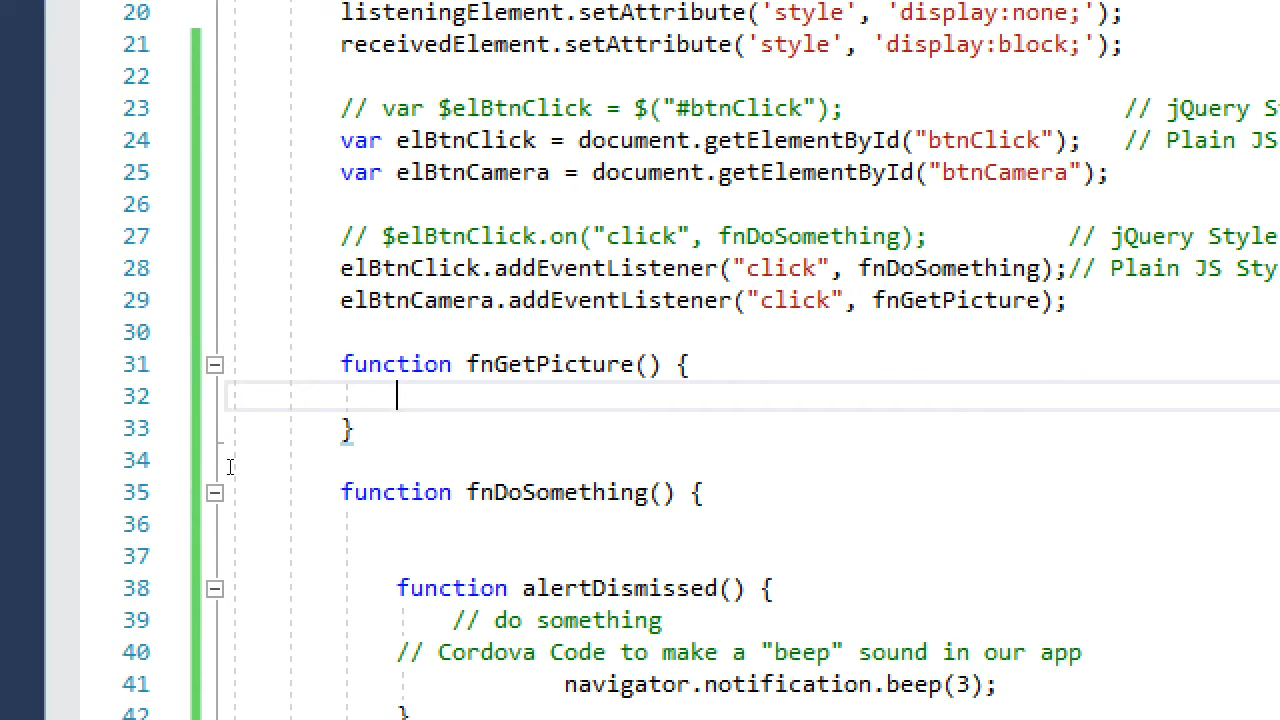 20 listeningElement.setAttribute('style', 'display:none;');
21 receivedElement.setAttribute('style', 'display:block;');
22
23 // var $elBtnClick = $("#btnClick"); // jQuery S
24 var elBtnClick = document.getElementById("btnClick"); // Plain JS
25 var elBtnCamera = document.getElementById("btnCamera");
26
27 // $elBtnClick.on("click", fnDoSomething); // jQuery Style
28 elBtnClick.addEventListener("click", fnDoSomething);// Plain JS Sty
29 elBtnCamera.addEventListener("click", fnGetPicture);
30
31 function fnGetPicture() {
32
33 }
34
35 function fnDoSomething() {
36
37
38 function alertDismissed() {
39 // do something
40 // Cordova Code to make a "beep" sound in our app
41 navigator.notification.beep(3);
42 }